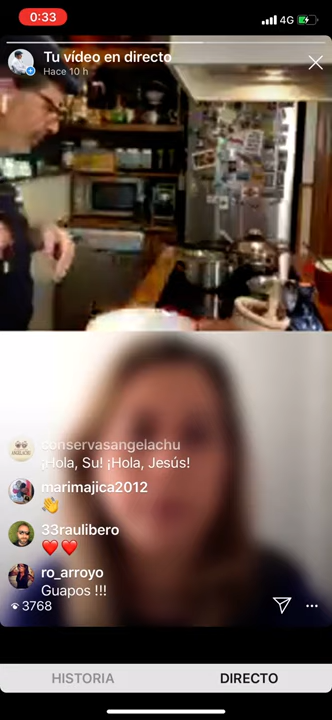 0:33
4G
Tu vídeo en directo
Hace 10 h
conservasangelachu
¡Hola, Su! ¡Hola, Jesús!
marimajica2012
👋
33raulibero
❤️❤️
ro_arroyo
Guapos !!!
3768
HISTORIA
DIRECTO